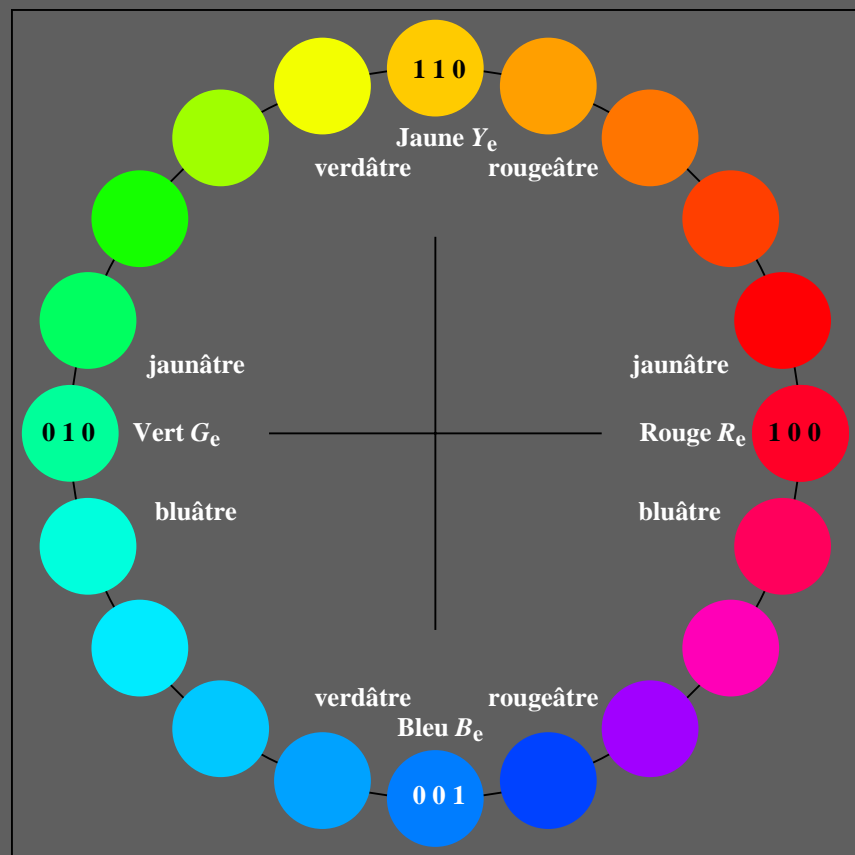 1 1 0
Jaune Ye
verdâtre rougeâtre
jaunâtre jaunâtre
0 1 0 Vert Ge Rouge Re 1 0 0
bluâtre bluâtre
verdâtre rougeâtre
Bleu Be
0 0 1